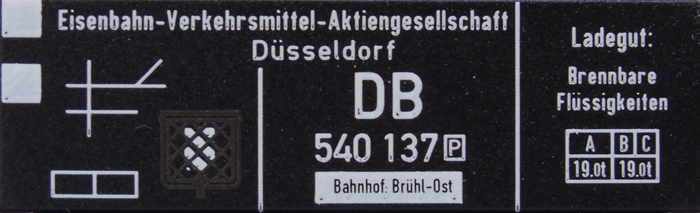 Eisenbahn-Verkehrsmittel-Aktiengesellschaft
Düsseldorf
DB
540 137 P
Bahnhof: Brühl-Ost
Ladegut:
Brennbare
Flüssigkeiten
A B C
19.0t 19.0t